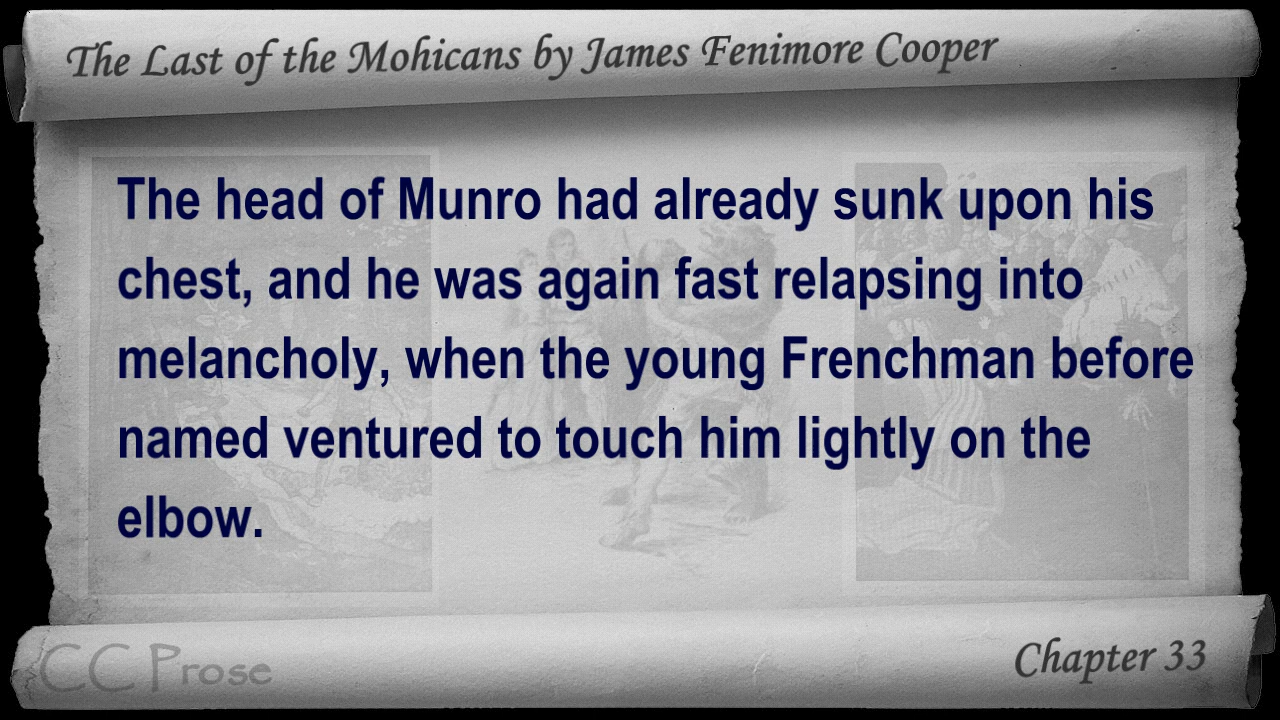 The Last of the Mohicans by James Fenimore Cooper
The head of Munro had already sunk upon his
chest, and he was again fast relapsing into
melancholy, when the young Frenchman before
named ventured to touch him lightly on the
elbow.
CC Prose
Chapter 33